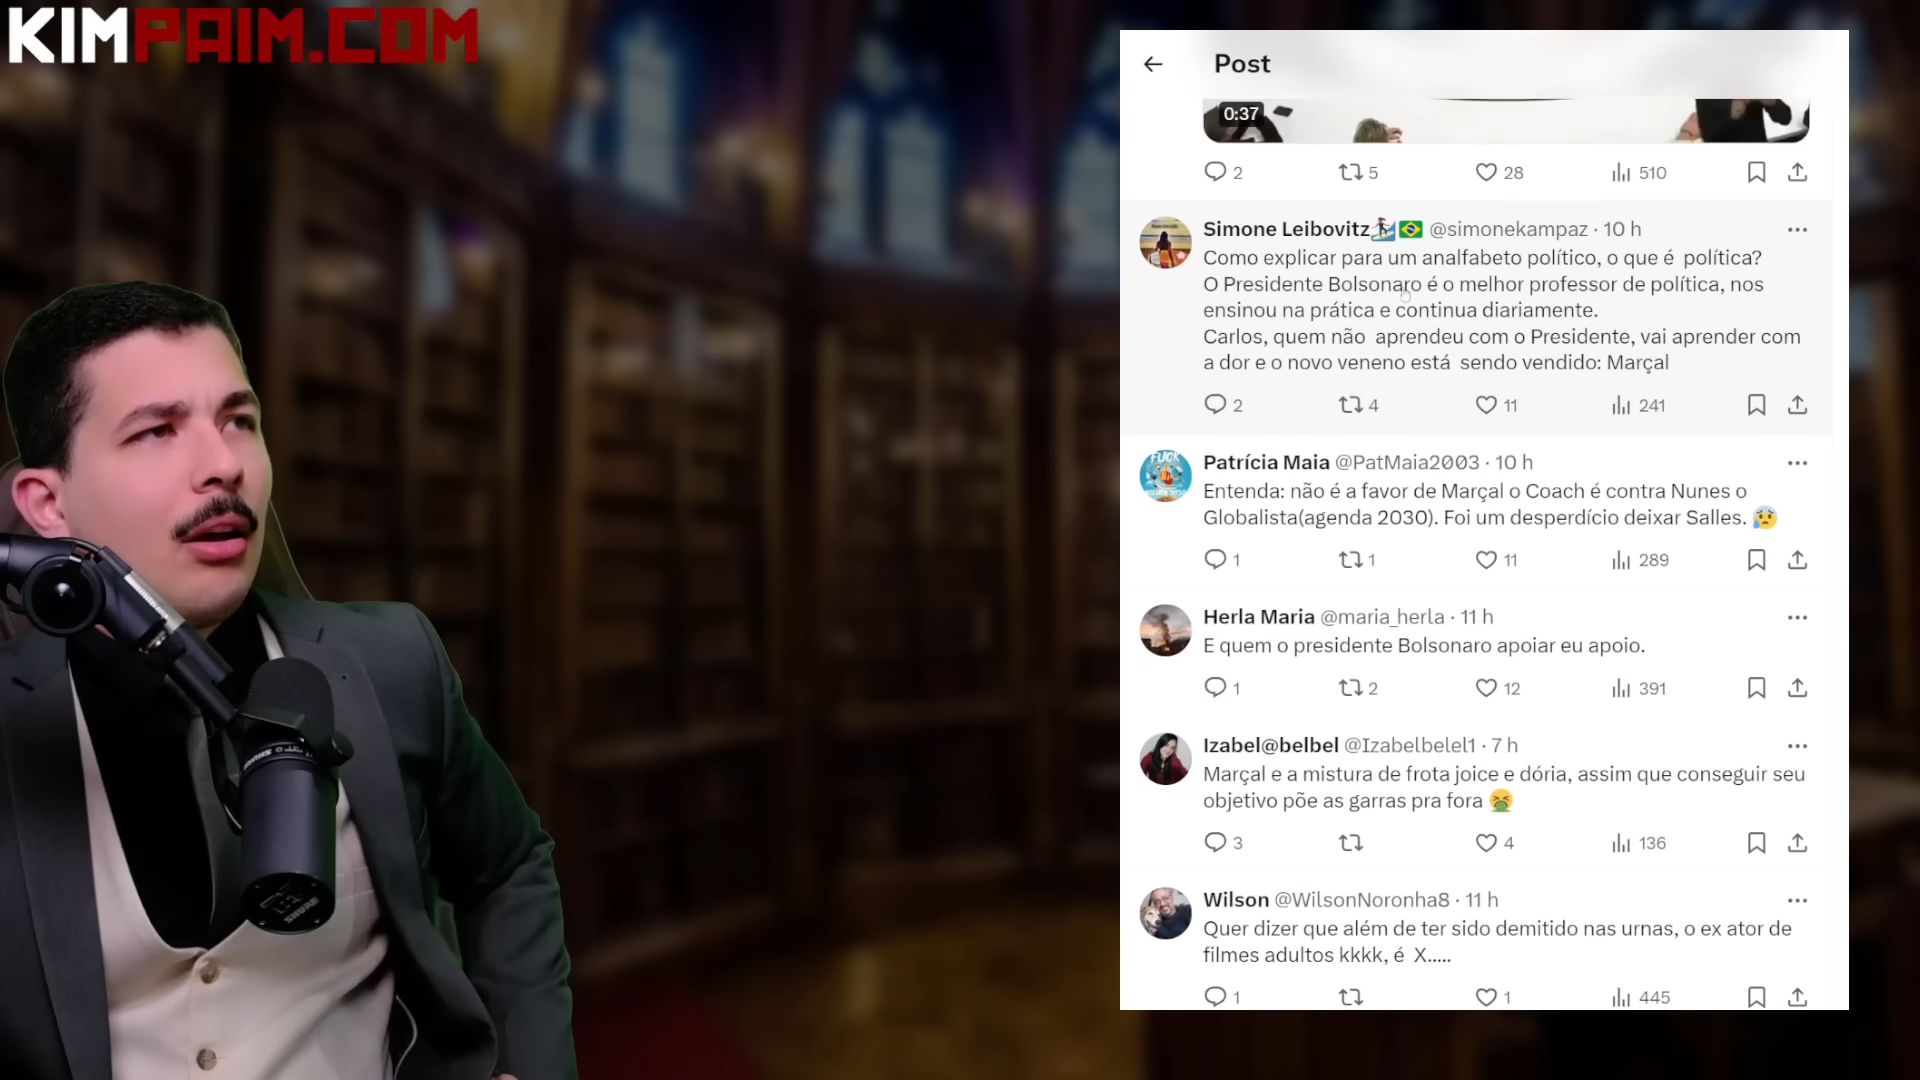 KIMPAIM.COM
Post
0:37
2 5 28 510
Simone Leibovitz🏄🏻‍♀️🇧🇷 @simonekampaz · 10 h
Como explicar para um analfabeto político, o que é política?
O Presidente Bolsonaro é o melhor professor de política, nos
ensinou na prática e continua diariamente.
Carlos, quem não aprendeu com o Presidente, vai aprender com
a dor e o novo veneno está sendo vendido: Marçal
2 4 11 241
Patrícia Maia @PatMaia2003 · 10 h
Entenda: não é a favor de Marçal o Coach é contra Nunes o
Globalista(agenda 2030). Foi um desperdício deixar Salles. 😰
1 1 11 289
Herla Maria @maria_herla · 11 h
E quem o presidente Bolsonaro apoiar eu apoio.
1 2 12 391
Izabel@belbel @Izabelbelel1 · 7 h
Marçal e a mistura de frota joice e dória, assim que conseguir seu
objetivo põe as garras pra fora 🤮
3 4 136
Wilson @WilsonNoronha8 · 11 h
Quer dizer que além de ter sido demitido nas urnas, o ex ator de
filmes adultos kkkk, é X.....
1 1 445
SHURE
SHURE
FUCK